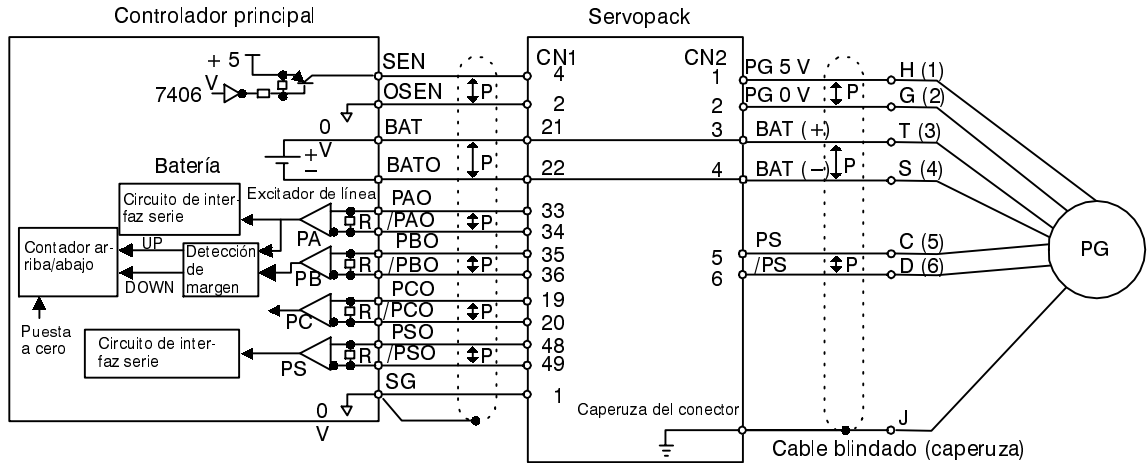 Controlador principal
Servopack
+ 5
V
7406
SEN
OSEN
0
V
BAT
+
−
BATO
Batería
Excitador de línea
Circuito de inter-
faz serie
Contador ar-
riba/abajo
UP
DOWN
Detección
de
margen
Puesta
a cero
Circuito de inter-
faz serie
PA
PB
PC
PS
R
R
R
R
PAO
/PAO
PBO
/PBO
PCO
/PCO
PSO
/PSO
SG
0
V
P
P
P
P
P
P
CN1
4
2
21
22
33
34
35
36
19
20
48
49
1
CN2
1
2
3
4
5
6
Caperuza del conector
PG 5 V
PG 0 V
BAT (+)
BAT (−)
PS
/PS
P
P
P
H (1)
G (2)
T (3)
S (4)
C (5)
D (6)
J
PG
Cable blindado (caperuza)